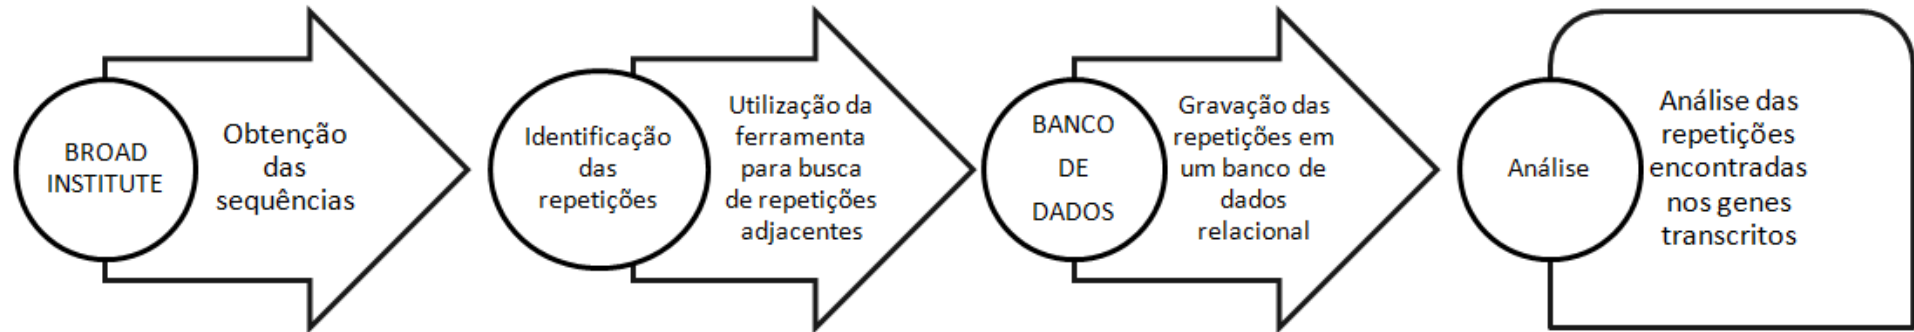 BROAD
INSTITUTE
Obtenção
das
sequências
Identificação
das
repetições
Utilização da
ferramenta
para busca
de repetições
adjacentes
BANCO
DE
DADOS
Gravação das
repetições em
um banco de
dados
relacional
Análise
Análise das
repetições
encontradas
nos genes
transcritos